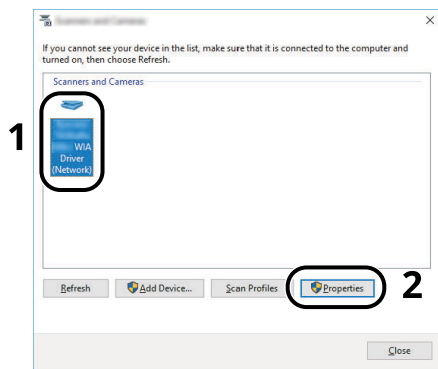 If you cannot see your device in the list, make sure that it is connected to the computer and
turned on, then choose Refresh.
Scanners and Cameras
1
WIA
Driver
(Network)
Refresh
Add Device...
Scan Profiles
Properties
2
Close